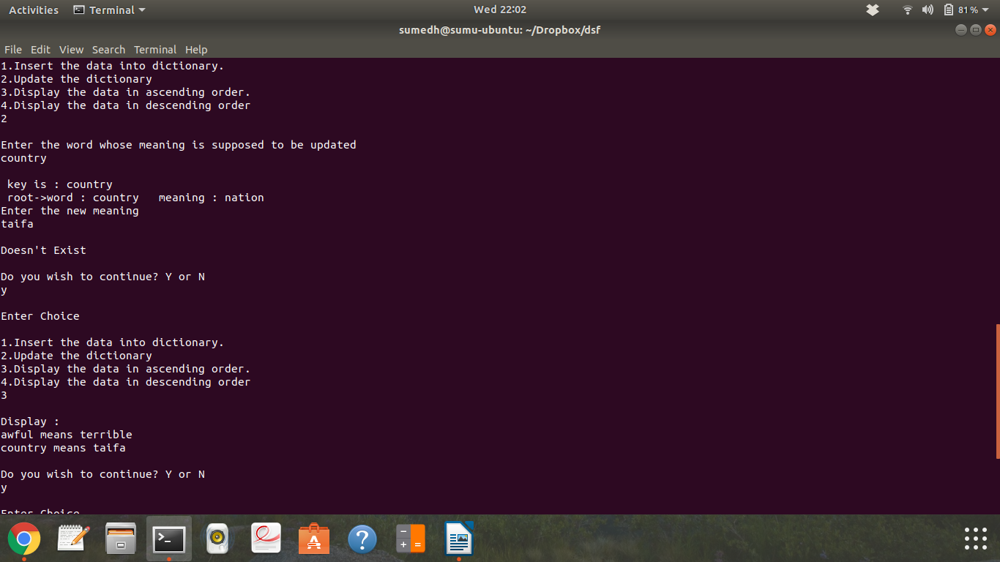 Activities Terminal Wed 22:02 81%
sumedh@sumu-ubuntu: ~/Dropbox/dsf
File Edit View Search Terminal Help
1.Insert the data into dictionary.
2.Update the dictionary
3.Display the data in ascending order.
4.Display the data in descending order
2
Enter the word whose meaning is supposed to be updated
country
key is : country
root->word : country   meaning : nation
Enter the new meaning
taifa
Doesn't Exist
Do you wish to continue? Y or N
y
Enter Choice
1.Insert the data into dictionary.
2.Update the dictionary
3.Display the data in ascending order.
4.Display the data in descending order
3
Display :
awful means terrible
country means taifa
Do you wish to continue? Y or N
y
Enter Choice